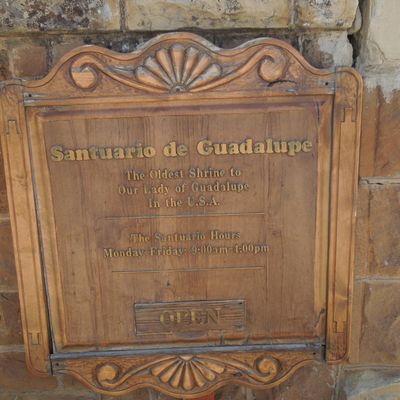 Santuario de Guadalupe
The Oldest Shrine to
Our Lady of Guadalupe
In the U.S.A.
The Santuario Hours
Monday-Friday: 9:00am-4:00pm
OPEN